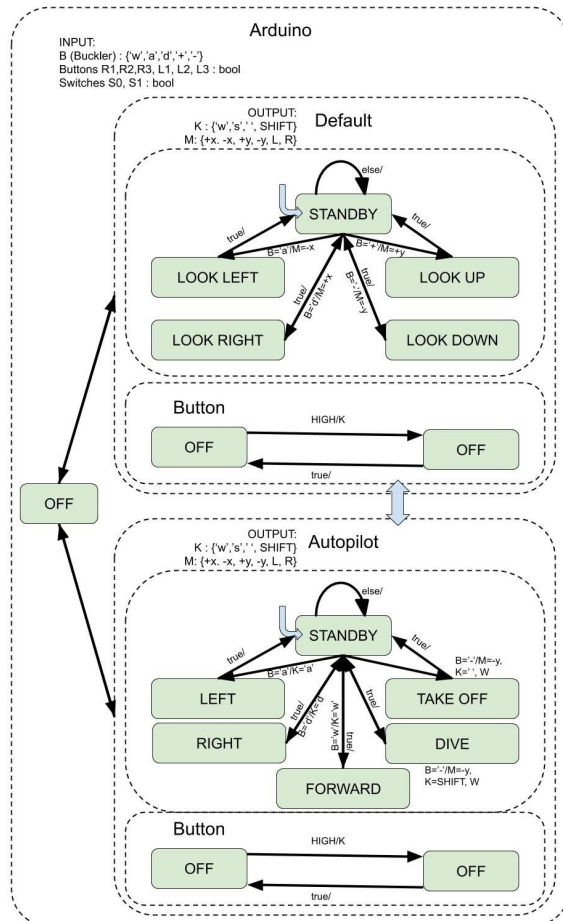 Arduino
INPUT:
B (Buckler) : {'w','a','d','+','-'}
Buttons R1,R2,R3, L1, L2, L3 : bool
Switches S0, S1 : bool
OUTPUT:
K : {'w','s',' ', SHIFT}
M: {+x. -x, +y, -y, L, R}
Default
else/
STANDBY
true/
B='a'/M=-x
B='+'/M=+y
true/
LOOK LEFT
LOOK UP
true/
B='d'/M=+x
true/
B='-'/M=-y
LOOK RIGHT
LOOK DOWN
Button
HIGH/K
OFF
OFF
true/
OFF
OUTPUT:
K : {'w','s',' ', SHIFT}
M: {+x. -x, +y, -y, L, R}
Autopilot
else/
STANDBY
true/
B='a'/K='a'
true/
B='-'/M=-y,
K=' ', W
LEFT
TAKE OFF
true/
B='d'/K='d'
B='w'/K='w'
true/
true/
RIGHT
DIVE
B='-'/M=-y,
K=SHIFT, W
FORWARD
Button
HIGH/K
OFF
OFF
true/